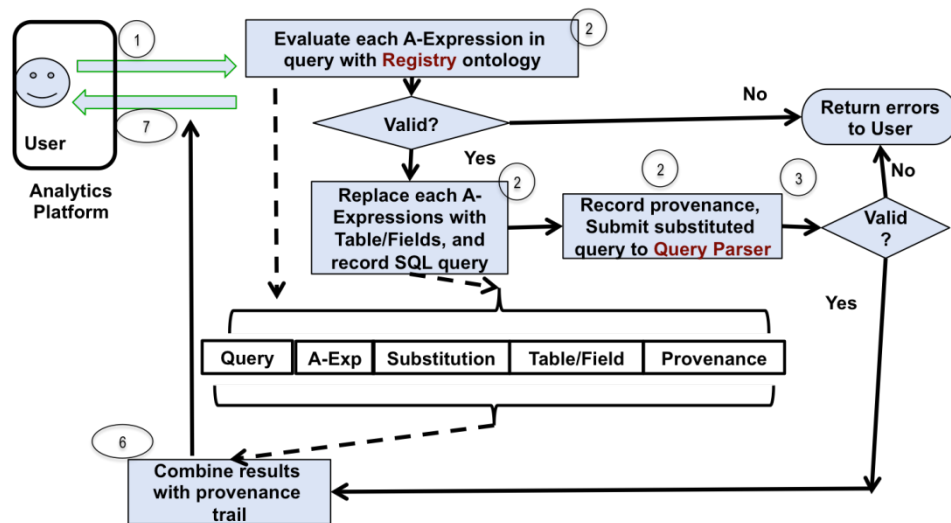 1
2
Evaluate each A-Expression in
query with Registry ontology
No
Return errors
to User
7
User
Valid?
Analytics
Platform
Yes
2
2
3
No
Replace each A-
Expressions with
Table/Fields, and
record SQL query
Record provenance,
Submit substituted
query to Query Parser
Valid
?
Yes
Query
A-Exp
Substitution
Table/Field
Provenance
6
Combine results
with provenance
trail